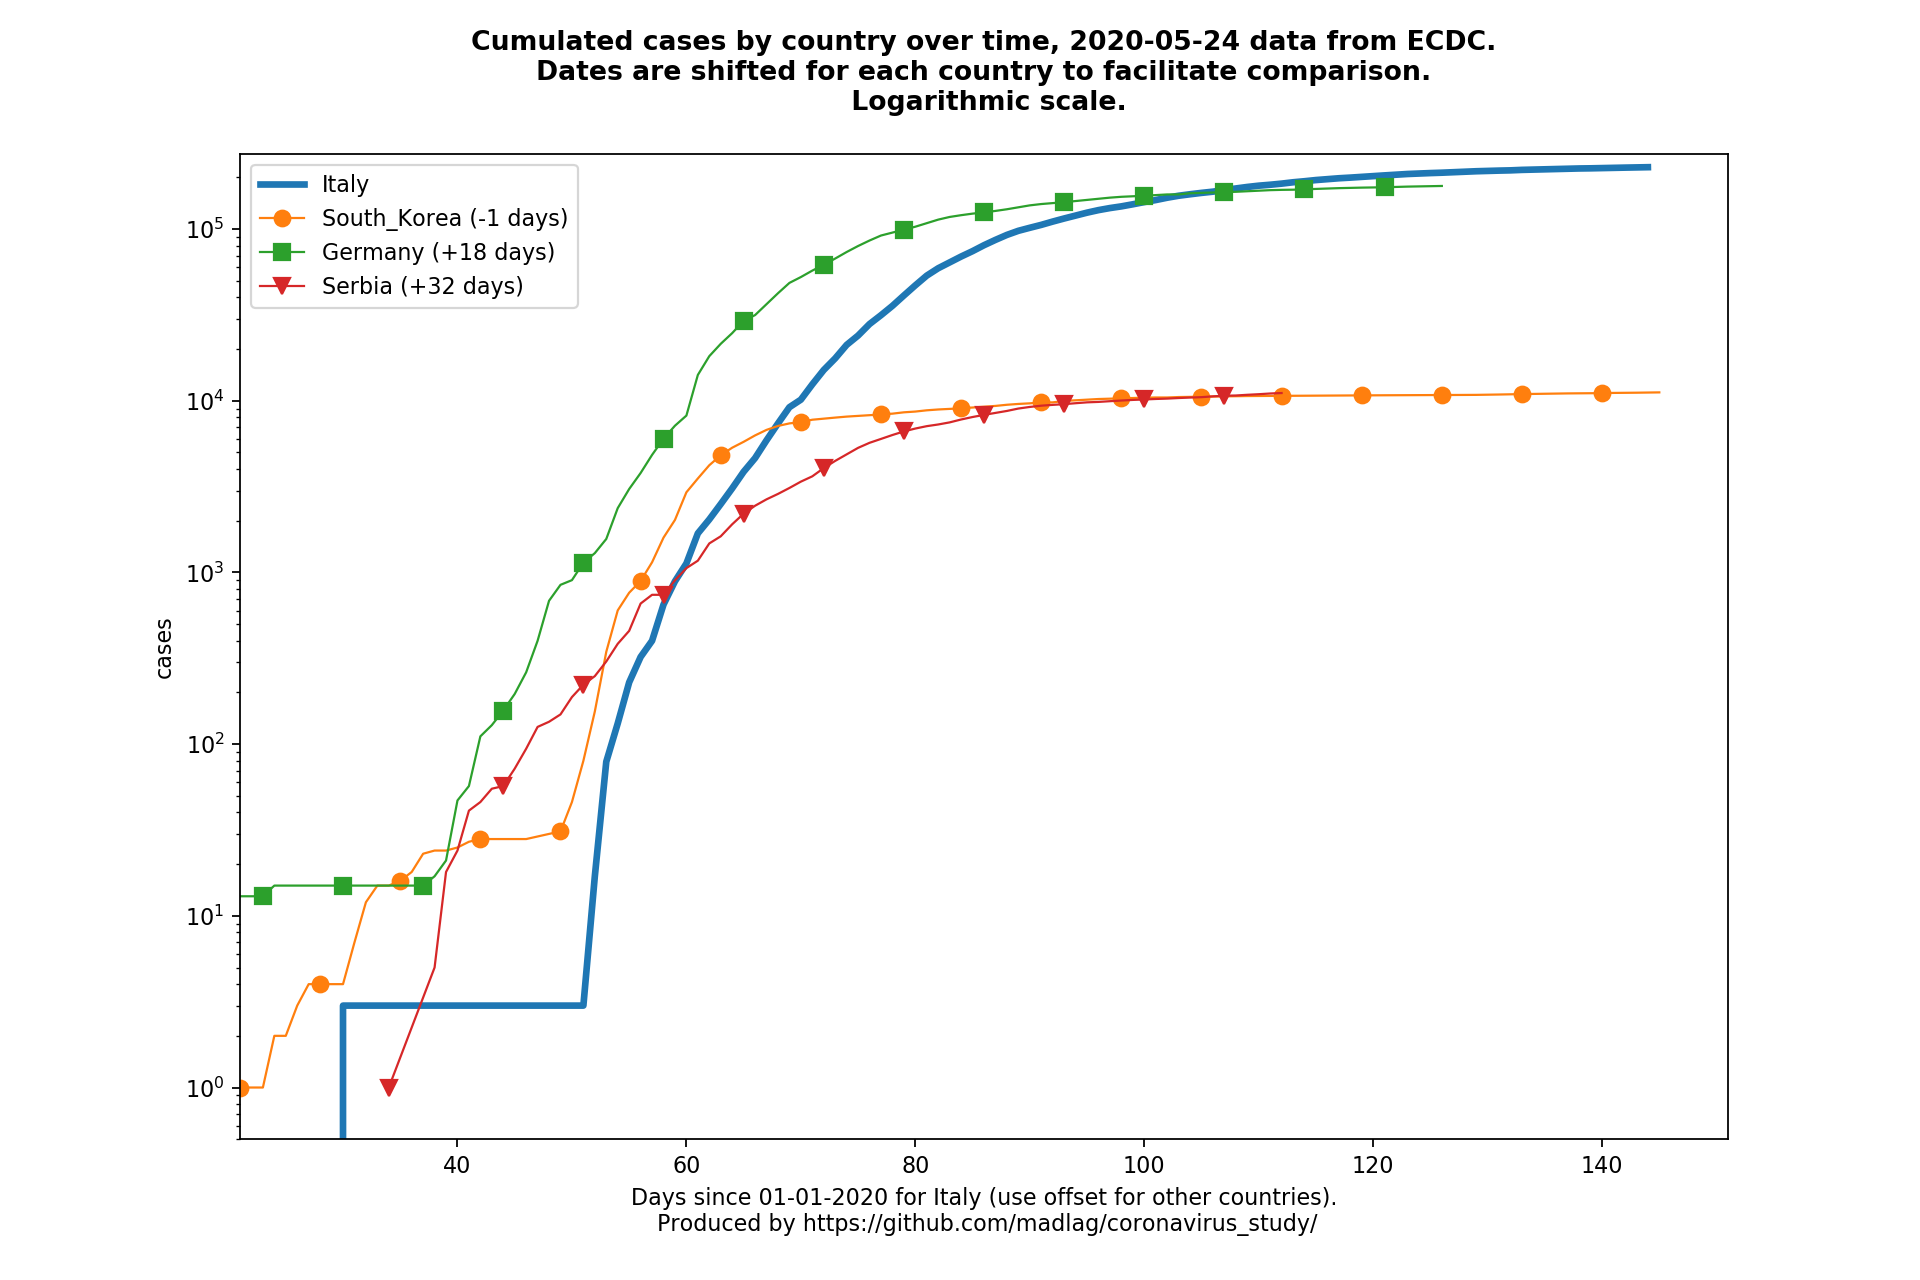 Cumulated cases by country over time, 2020-05-24 data from ECDC.
Dates are shifted for each country to facilitate comparison.
Logarithmic scale.
Italy
South_Korea (-1 days)
Germany (+18 days)
Serbia (+32 days)
10^5
10^4
10^3
10^2
10^1
10^0
cases
40 60 80 100 120 140
Days since 01-01-2020 for Italy (use offset for other countries).
Produced by https://github.com/madlag/coronavirus_study/